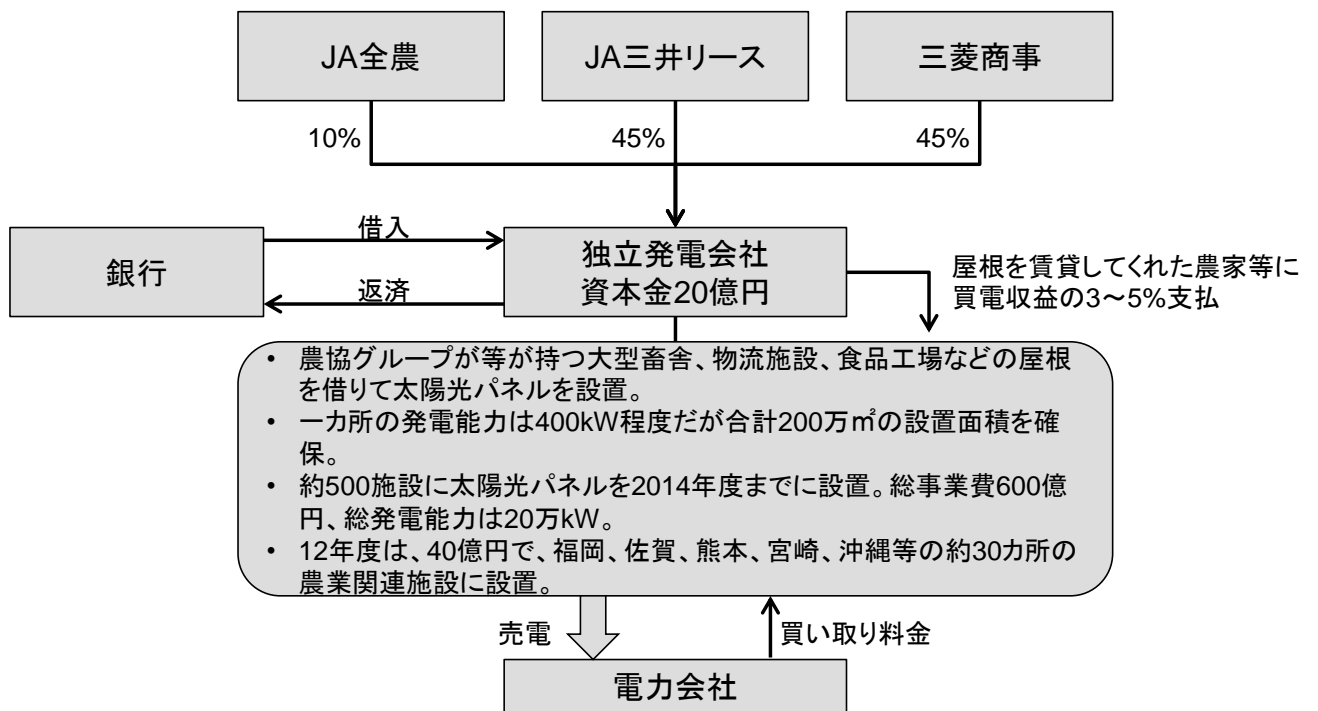 JA全農
JA三井リース
三菱商事
10%
45%
45%
借入
銀行
返済
独立発電会社
資本金20億円
屋根を賃貸してくれた農家等に
買電収益の3～5%支払
• 農協グループが等が持つ大型畜舎、物流施設、食品工場などの屋根
を借りて太陽光パネルを設置。
• 一カ所の発電能力は400kW程度だが合計200万㎡の設置面積を確
保。
• 約500施設に太陽光パネルを2014年度までに設置。総事業費600億
円、総発電能力は20万kW。
• 12年度は、40億円で、福岡、佐賀、熊本、宮崎、沖縄等の約30カ所の
農業関連施設に設置。
売電
買い取り料金
電力会社